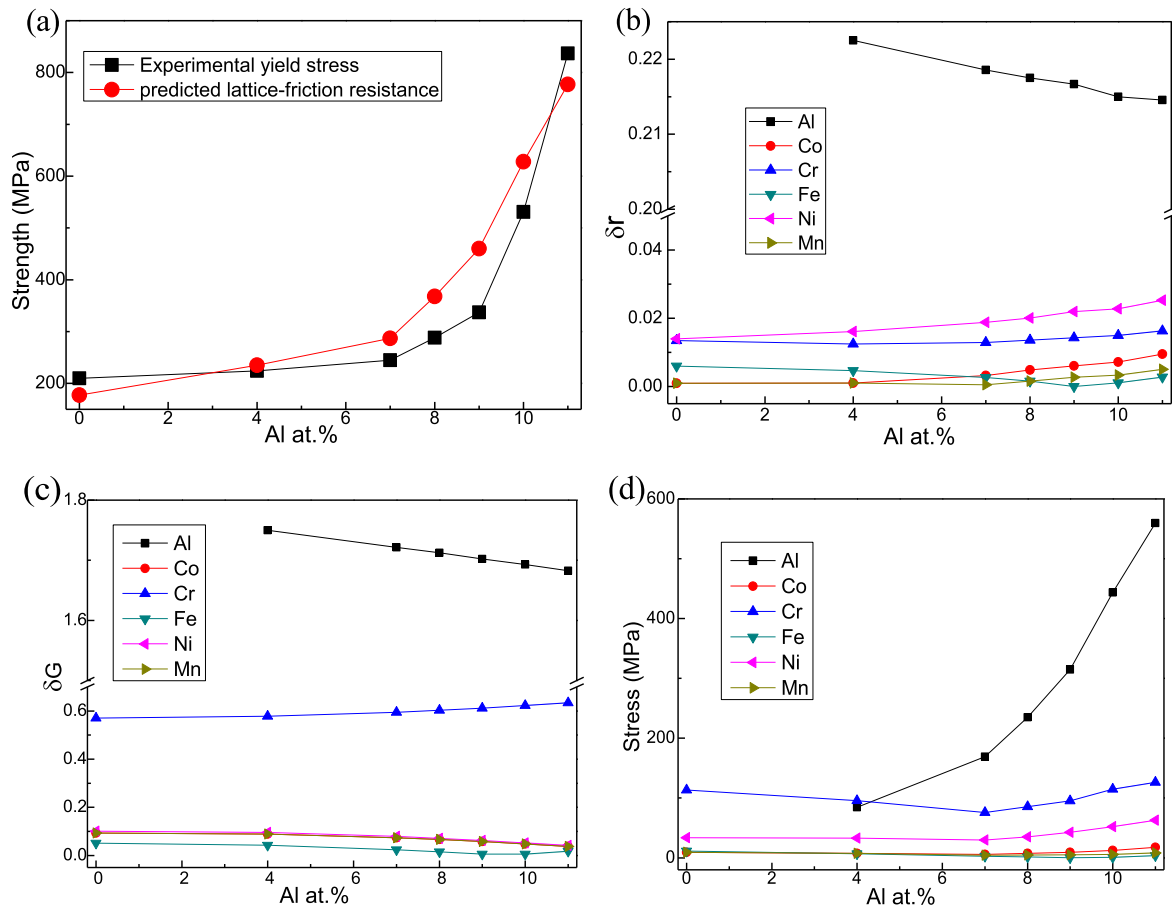 (a)
Experimental yield stress
predicted lattice-friction resistance
800
600
400
200
Strength (MPa)
0 2 4 6 8 10
Al at.%
(b)
0.22
0.21
0.20
0.04
0.02
0.00
δr
Al
Co
Cr
Fe
Ni
Mn
0 2 4 6 8 10
Al at.%
(c)
1.8
1.6
0.6
0.4
0.2
0.0
δG
Al
Co
Cr
Fe
Ni
Mn
0 2 4 6 8 10
Al at.%
(d)
600
400
200
0
Stress (MPa)
Al
Co
Cr
Fe
Ni
Mn
0 2 4 6 8 10
Al at.%